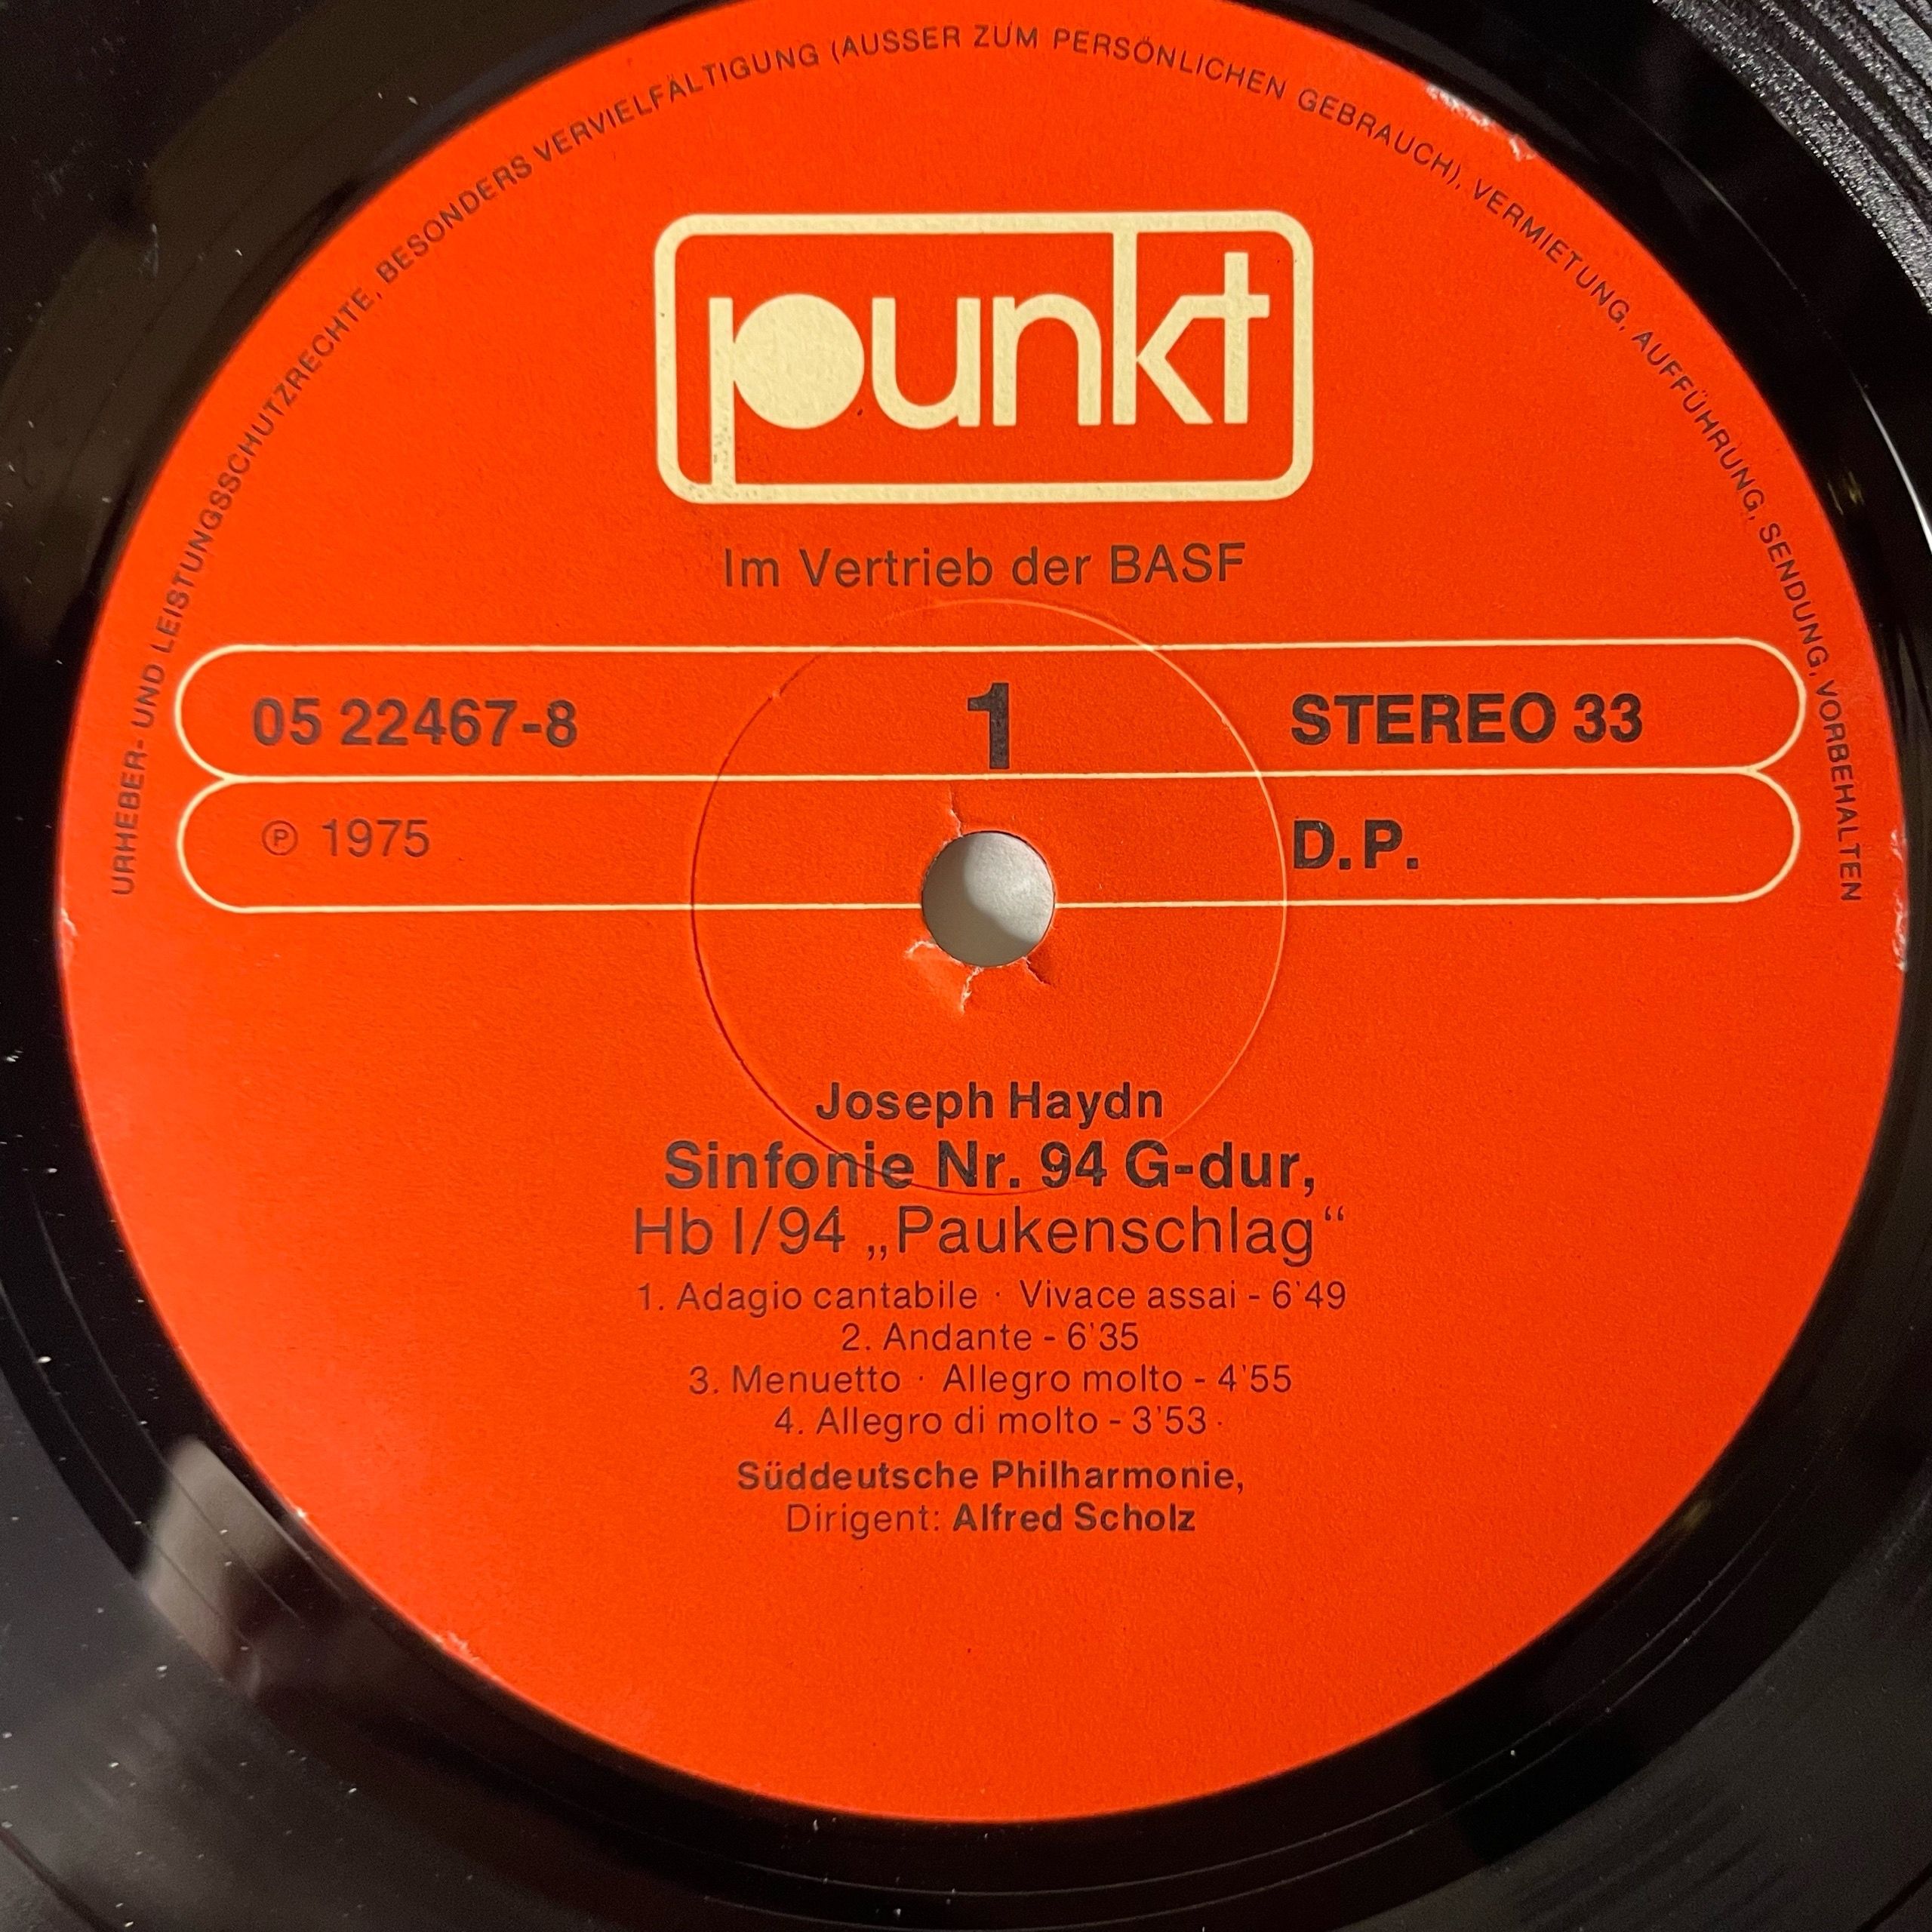 URHEBER- UND LEISTUNGSSCHUTZRECHTE, BESONDERS VERVIELFÄLTIGUNG (AUSSER ZUM PERSÖNLICHEN GEBRAUCH), VERMIETUNG, AUFFÜHRUNG, SENDUNG, VORBEHALTEN
punkt
Im Vertrieb der BASF
05 22467-8 1 STEREO 33
Ⓟ 1975 D.P.
Joseph Haydn
Sinfonie Nr. 94 G-dur,
Hb I/94 „Paukenschlag“
1. Adagio cantabile · Vivace assai - 6'49
2. Andante - 6'35
3. Menuetto · Allegro molto - 4'55
4. Allegro di molto - 3'53 ·
Süddeutsche Philharmonie,
Dirigent: Alfred Scholz